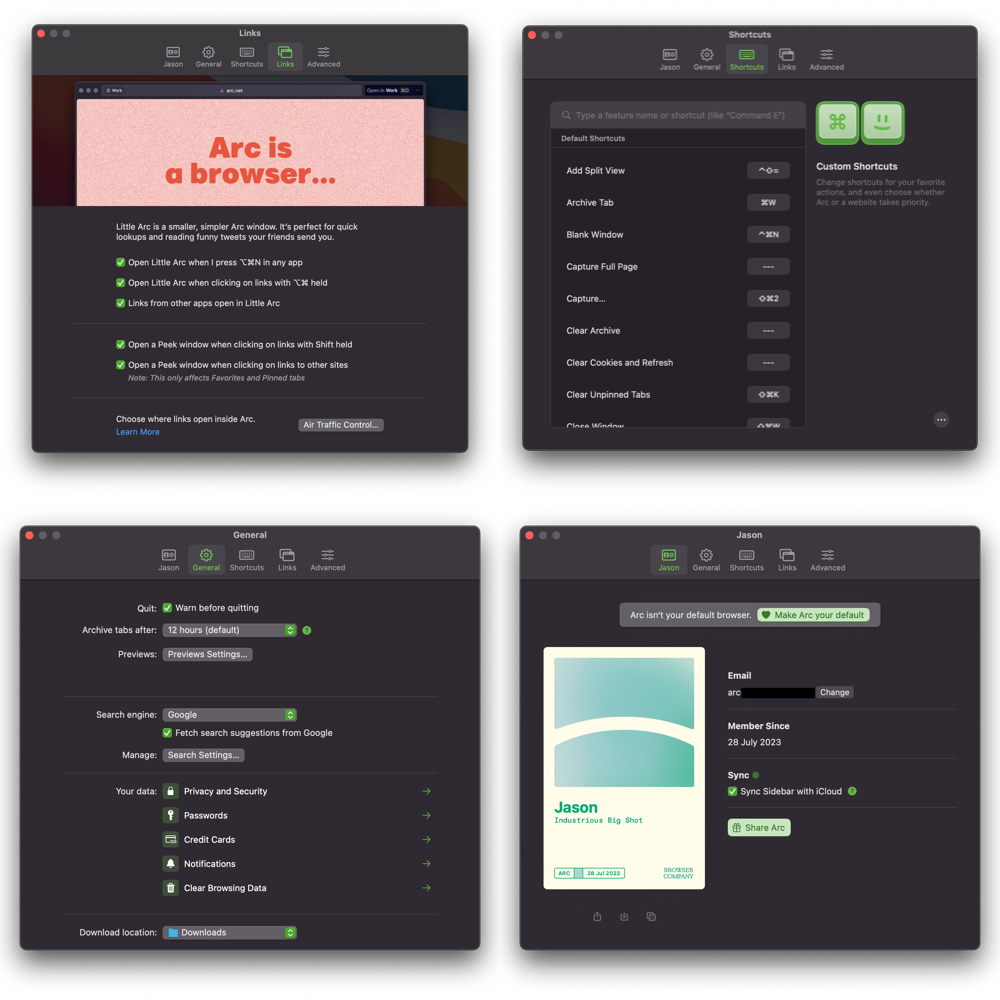 Links
Jason
General
Shortcuts
Links
Advanced
Work
arc.net
Open in Work ⌘O
Arc is
a browser...
Little Arc is a smaller, simpler Arc window. It's perfect for quick
lookups and reading funny tweets your friends send you.
Open Little Arc when I press ⌥⌘N in any app
Open Little Arc when clicking on links with ⌥⌘ held
Links from other apps open in Little Arc
Open a Peek window when clicking on links with Shift held
Open a Peek window when clicking on links to other sites
Note: This only affects Favorites and Pinned tabs
Choose where links open inside Arc.
Learn More
Air Traffic Control...
Shortcuts
Jason
General
Shortcuts
Links
Advanced
Type a feature name or shortcut (like "Command E")
Default Shortcuts
Add Split View ⌃⇧=
Archive Tab ⌘W
Blank Window ⌃⌘N
Capture Full Page ---
Capture... ⇧⌘2
Clear Archive ---
Clear Cookies and Refresh ---
Clear Unpinned Tabs ⇧⌘K
Close Window ⇧⌘W
⌘
Custom Shortcuts
Change shortcuts for your favorite
actions, and even choose whether
Arc or a website takes priority.
General
Jason
General
Shortcuts
Links
Advanced
Quit: Warn before quitting
Archive tabs after: 12 hours (default) ?
Previews: Previews Settings...
Search engine: Google
Fetch search suggestions from Google
Manage: Search Settings...
Your data: Privacy and Security →
Passwords →
Credit Cards →
Notifications →
Clear Browsing Data →
Download location: Downloads
Jason
Jason
General
Shortcuts
Links
Advanced
Arc isn't your default browser. Make Arc your default
Jason
Industrious Big Shot
ARC 28 Jul 2023
BROWSER
COMPANY
Email
arc Change
Member Since
28 July 2023
Sync
Sync Sidebar with iCloud ?
Share Arc